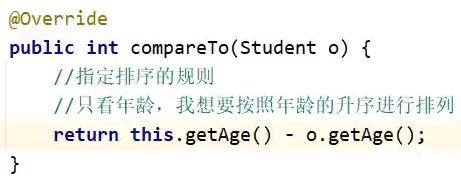 @Override
public int compareTo(Student o) {
//指定排序的规则
//只看年龄，我想要按照年龄的升序进行排列
return this.getAge() - o.getAge();
}